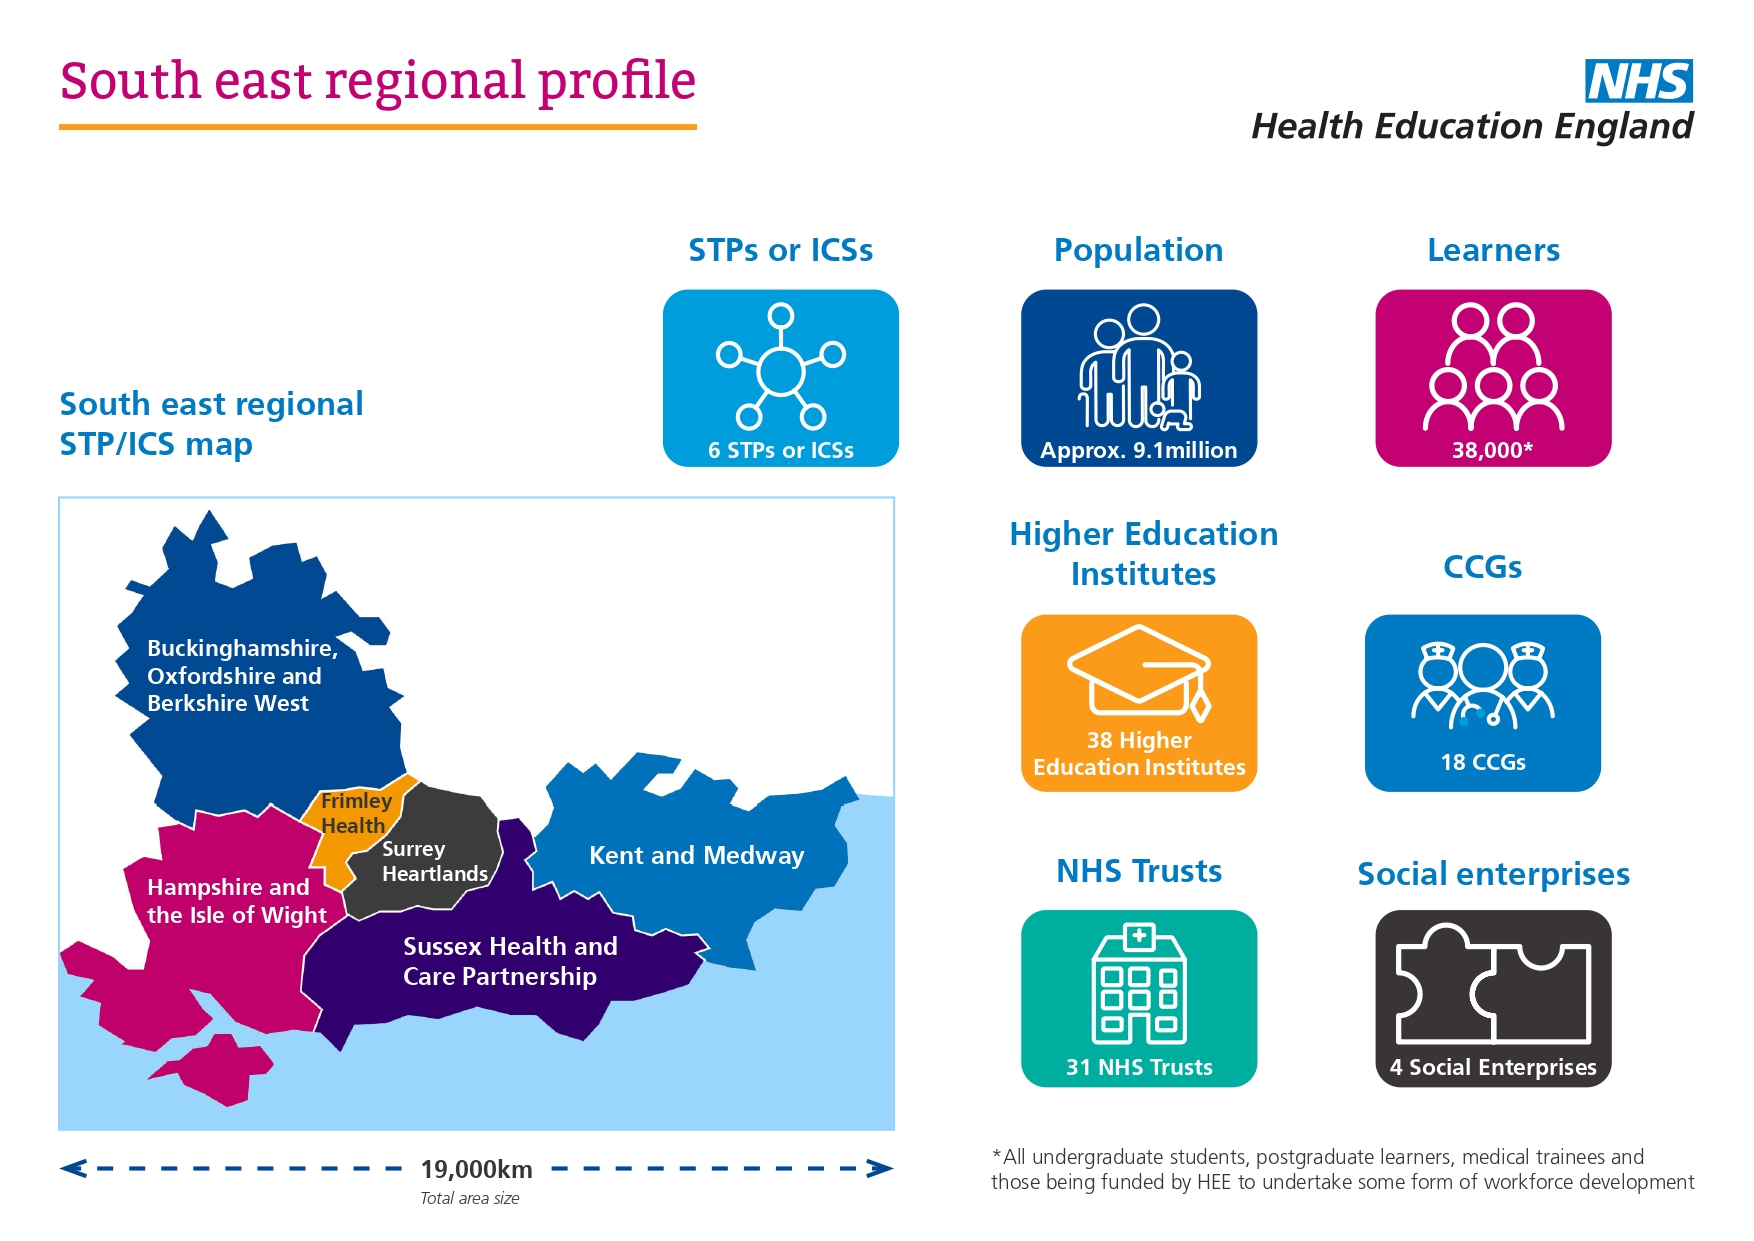 South east regional profile
NHS
Health Education England
STPs or ICSs
6 STPs or ICSs
Population
Approx. 9.1million
Learners
38,000*
South east regional
STP/ICS map
Buckinghamshire,
Oxfordshire and
Berkshire West
Frimley
Health
Surrey
Heartlands
Kent and Medway
Hampshire and
the Isle of Wight
Sussex Health and
Care Partnership
19,000km
Total area size
Higher Education
Institutes
38 Higher
Education Institutes
CCGs
18 CCGs
NHS Trusts
31 NHS Trusts
Social enterprises
4 Social Enterprises
*All undergraduate students, postgraduate learners, medical trainees and
those being funded by HEE to undertake some form of workforce development